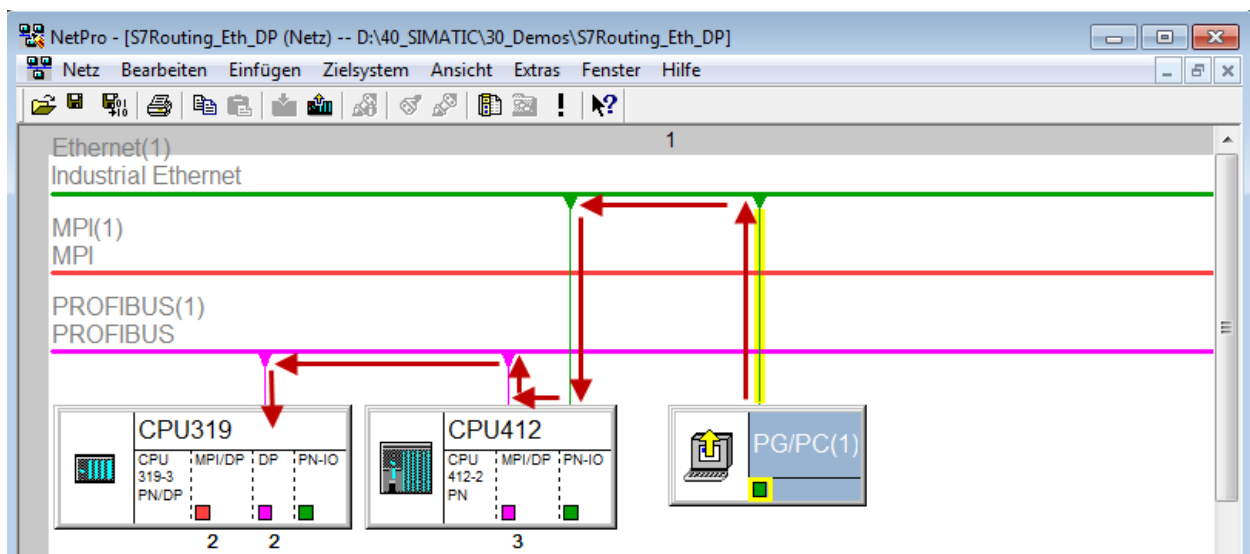 NetPro - [S7Routing_Eth_DP (Netz) -- D:\40_SIMATIC\30_Demos\S7Routing_Eth_DP]
Netz Bearbeiten Einfügen Zielsystem Ansicht Extras Fenster Hilfe
1
Ethernet(1)
Industrial Ethernet
MPI(1)
MPI
PROFIBUS(1)
PROFIBUS
CPU319
CPU MPI/DP DP PN-IO
319-3
PN/DP
2 2
CPU412
CPU MPI/DP PN-IO
412-2
PN
3
PG/PC(1)